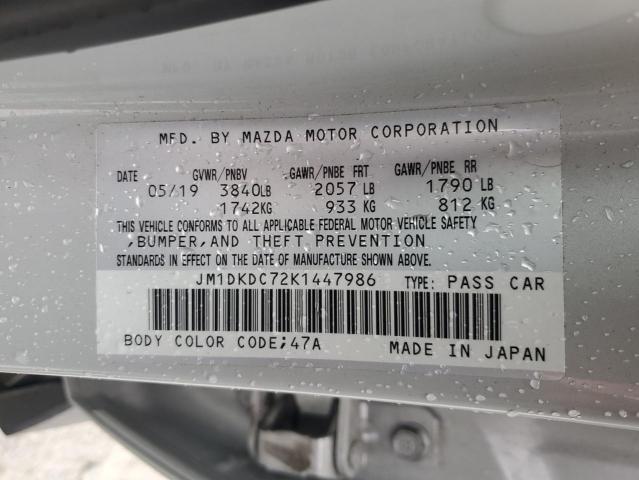 MFD. BY MAZDA MOTOR CORPORATION
DATE GVWR/PNBV GAWR/PNBE FRT GAWR/PNBE RR
05/19 3840LB 2057 LB 1790 LB
1742KG 933 KG 812 KG
THIS VEHICLE CONFORMS TO ALL APPLICABLE FEDERAL MOTOR VEHICLE SAFETY
,BUMPER,AND THEFT PREVENTION
STANDARDS IN EFFECT ON THE DATE OF MANUFACTURE SHOWN ABOVE.
JM1DKDC72K1447986 TYPE: PASS CAR
BODY COLOR CODE;47A MADE IN JAPAN